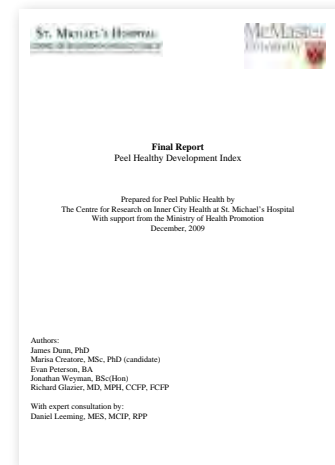 ST. MICHAEL'S HOSPITAL
McMaster
University
Final Report
Peel Healthy Development Index
Prepared for Peel Public Health by
The Centre for Research on Inner City Health at St. Michael's Hospital
With support from the Ministry of Health Promotion
December, 2009
Authors:
James Dunn, PhD
Marisa Creatore, MSc, PhD (candidate)
Evan Peterson, BA
Jonathan Weyman, BSc(Hon)
Richard Glazier, MD, MPH, CCFP, FCFP
With expert consultation by:
Daniel Leeming, MES, MCIP, RPP